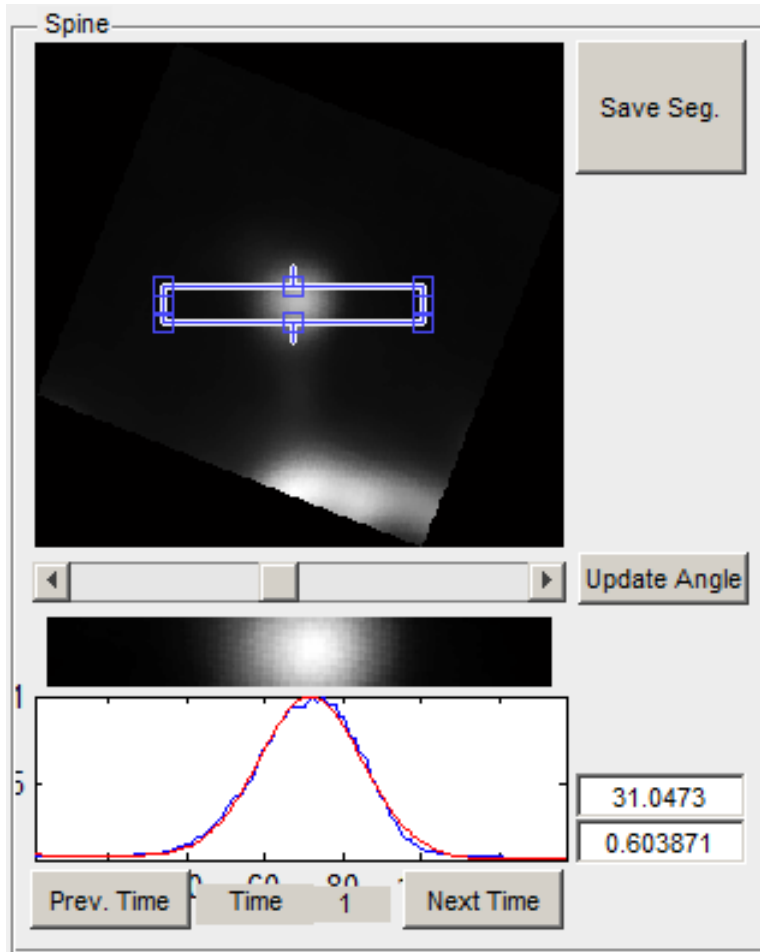 Spine
Save Seg.
Update Angle
1
5
31.0473
0.603871
60 80
Prev. Time Time 1 Next Time